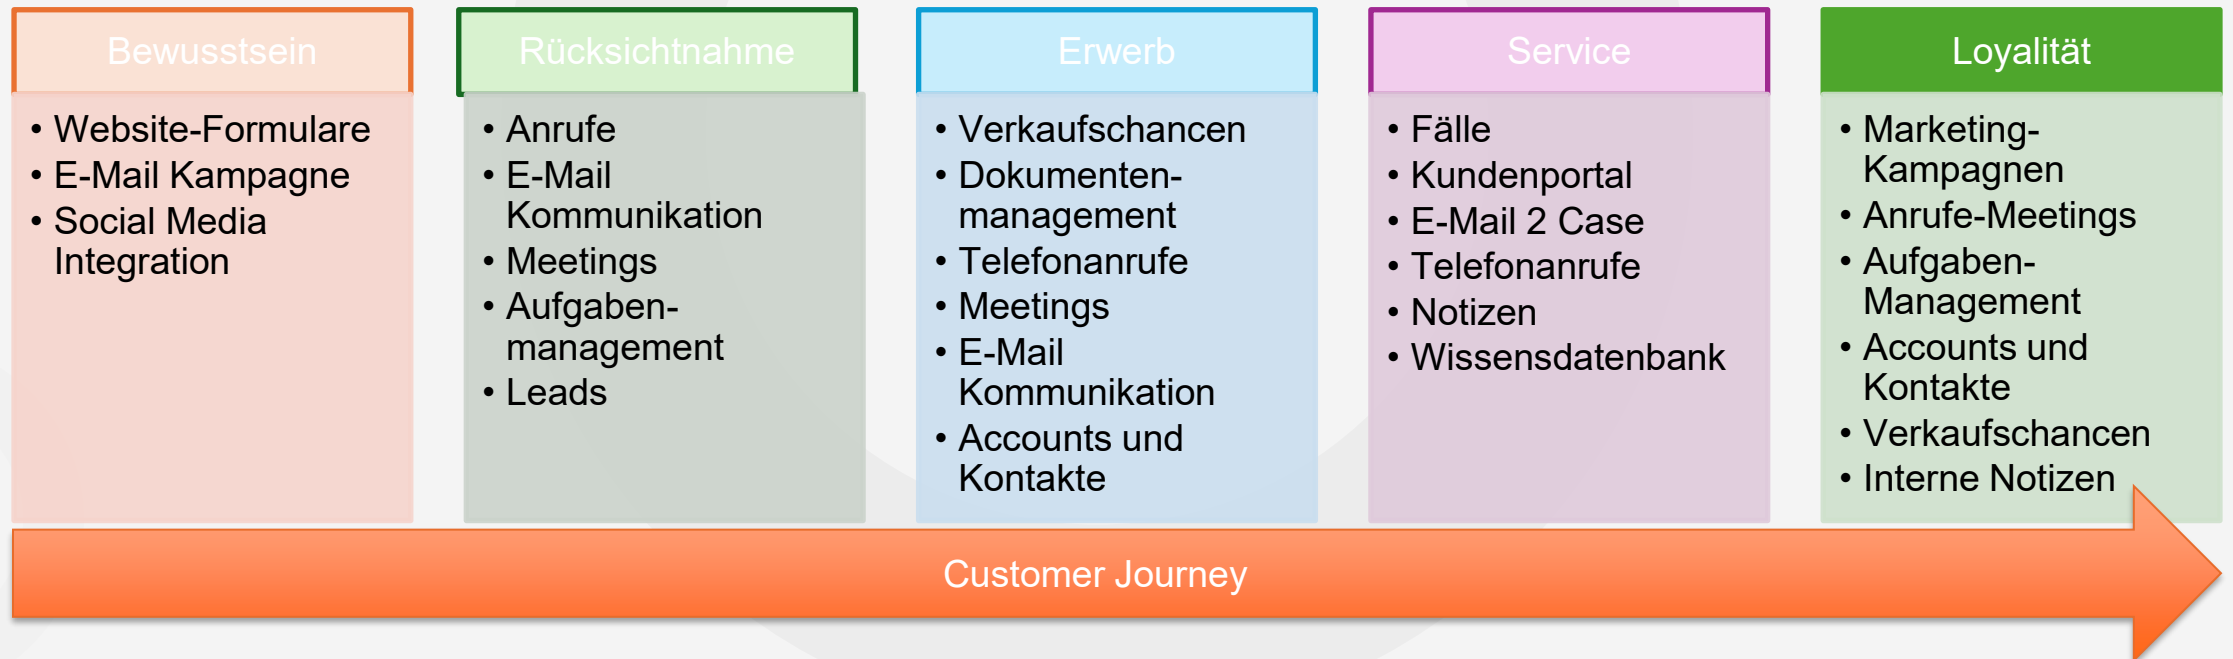 Bewusstsein
• Website-Formulare
• E-Mail Kampagne
• Social Media
Integration
Rücksichtnahme
• Anrufe
• E-Mail
Kommunikation
• Meetings
• Aufgaben-
management
• Leads
Erwerb
• Verkaufschancen
• Dokumenten-
management
• Telefonanrufe
• Meetings
• E-Mail
Kommunikation
• Accounts und
Kontakte
Service
• Fälle
• Kundenportal
• E-Mail 2 Case
• Telefonanrufe
• Notizen
• Wissensdatenbank
Loyalität
• Marketing-
Kampagnen
• Anrufe-Meetings
• Aufgaben-
Management
• Accounts und
Kontakte
• Verkaufschancen
• Interne Notizen
Customer Journey